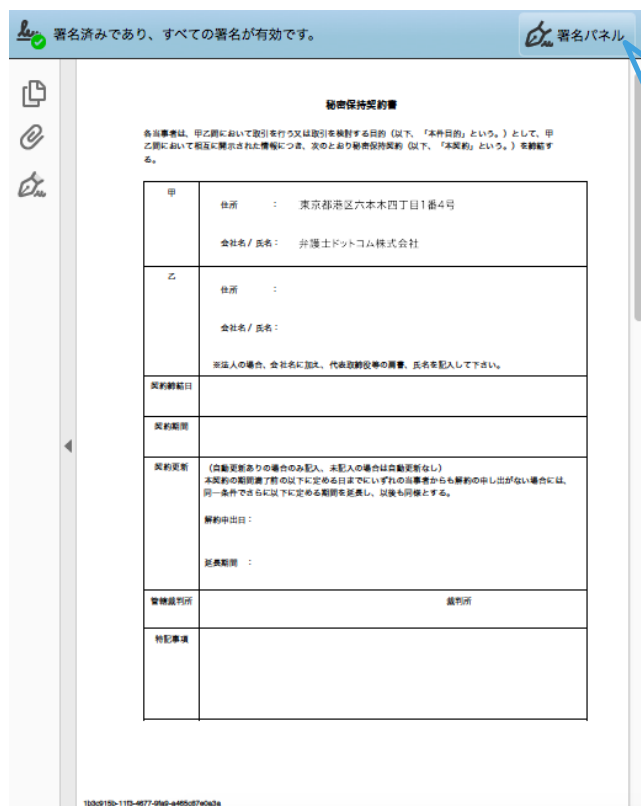 署名済みであり、すべての署名が有効です。
署名パネル
秘密保持契約書
各当事者は、甲乙間において取引を行う又は取引を検討する目的（以下、「本件目的」という。）として、甲
乙間において相互に開示された情報につき、次のとおり秘密保持契約（以下、「本契約」という。）を締結す
る。
甲
住所 : 東京都港区六本木四丁目1番4号
会社名/ 氏名: 弁護士ドットコム株式会社
乙
住所 :
会社名/ 氏名:
※法人の場合、会社名に加え、代表取締役等の肩書、氏名を記入して下さい。
契約締結日
契約期間
契約更新
（自動更新ありの場合のみ記入、未記入の場合は自動更新なし）
本契約の期間満了前の以下に定める日までにいずれの当事者からも解約の申し出がない場合には、
同一条件でさらに以下に定める期間を延長し、以後も同様とする。
解約申出日:
延長期間 :
管轄裁判所 裁判所
特記事項
1b3c915b-11f3-4677-9fa9-a465c67e0a3a